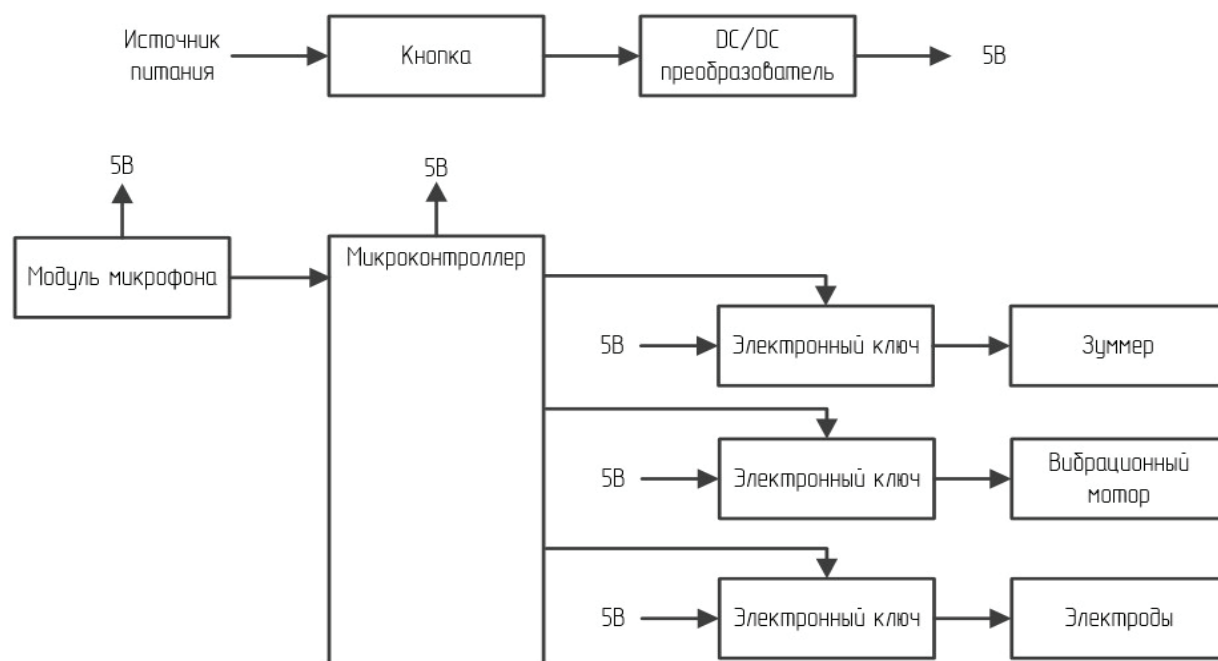 Источник
питания
Кнопка
DC/DC
преобразователь
5В
5В
5В
Модуль микрофона
Микроконтроллер
5В
Электронный ключ
Зуммер
5В
Электронный ключ
Вибрационный
мотор
5В
Электронный ключ
Электроды